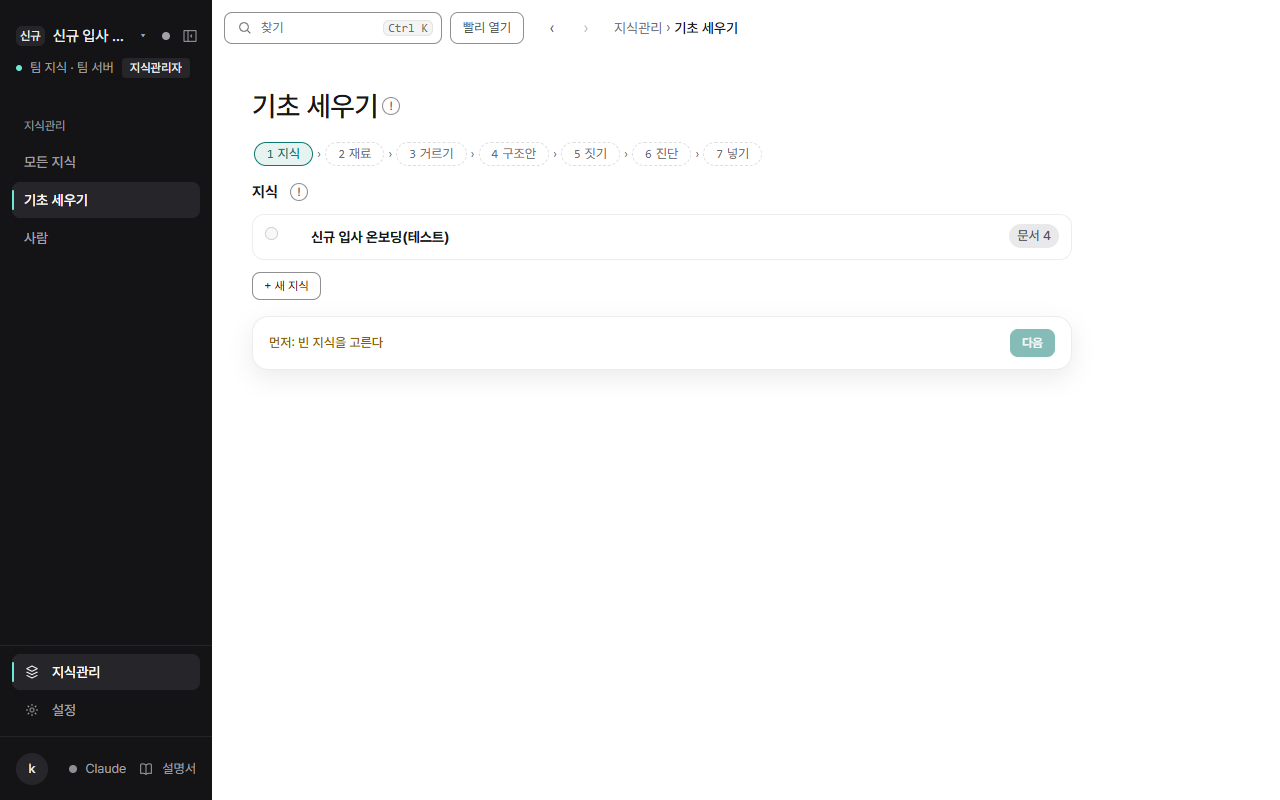 신규 신규 입사 ...
팀 지식 · 팀 서버 지식관리자
지식관리
모든 지식
기초 세우기
사람
지식관리
설정
k Claude 설명서
찾기 Ctrl K 빨리 열기 ‹ › 지식관리 › 기초 세우기
기초 세우기 !
1 지식 › 2 재료 › 3 거르기 › 4 구조안 › 5 짓기 › 6 진단 › 7 넣기
지식 !
신규 입사 온보딩(테스트) 문서 4
+ 새 지식
먼저: 빈 지식을 고른다 다음